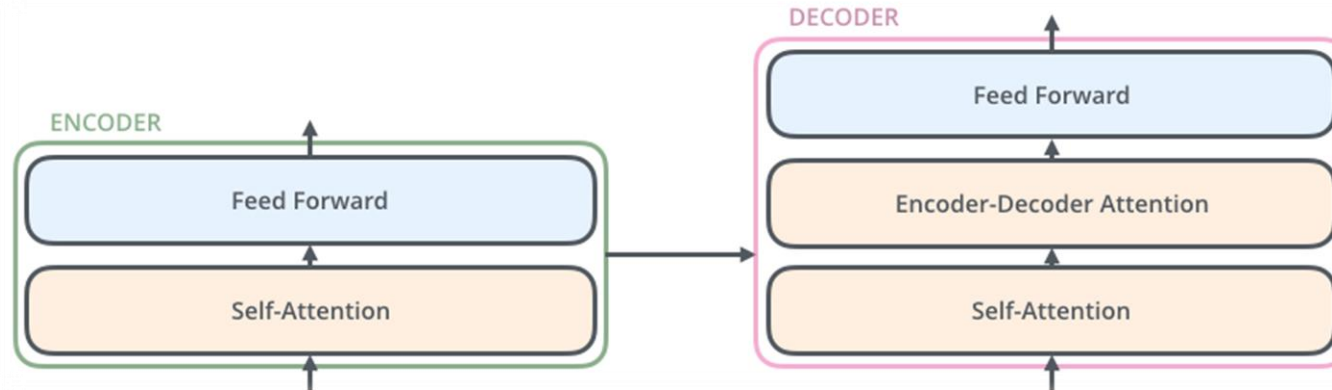 ENCODER
Feed Forward
Self-Attention
DECODER
Feed Forward
Encoder-Decoder Attention
Self-Attention